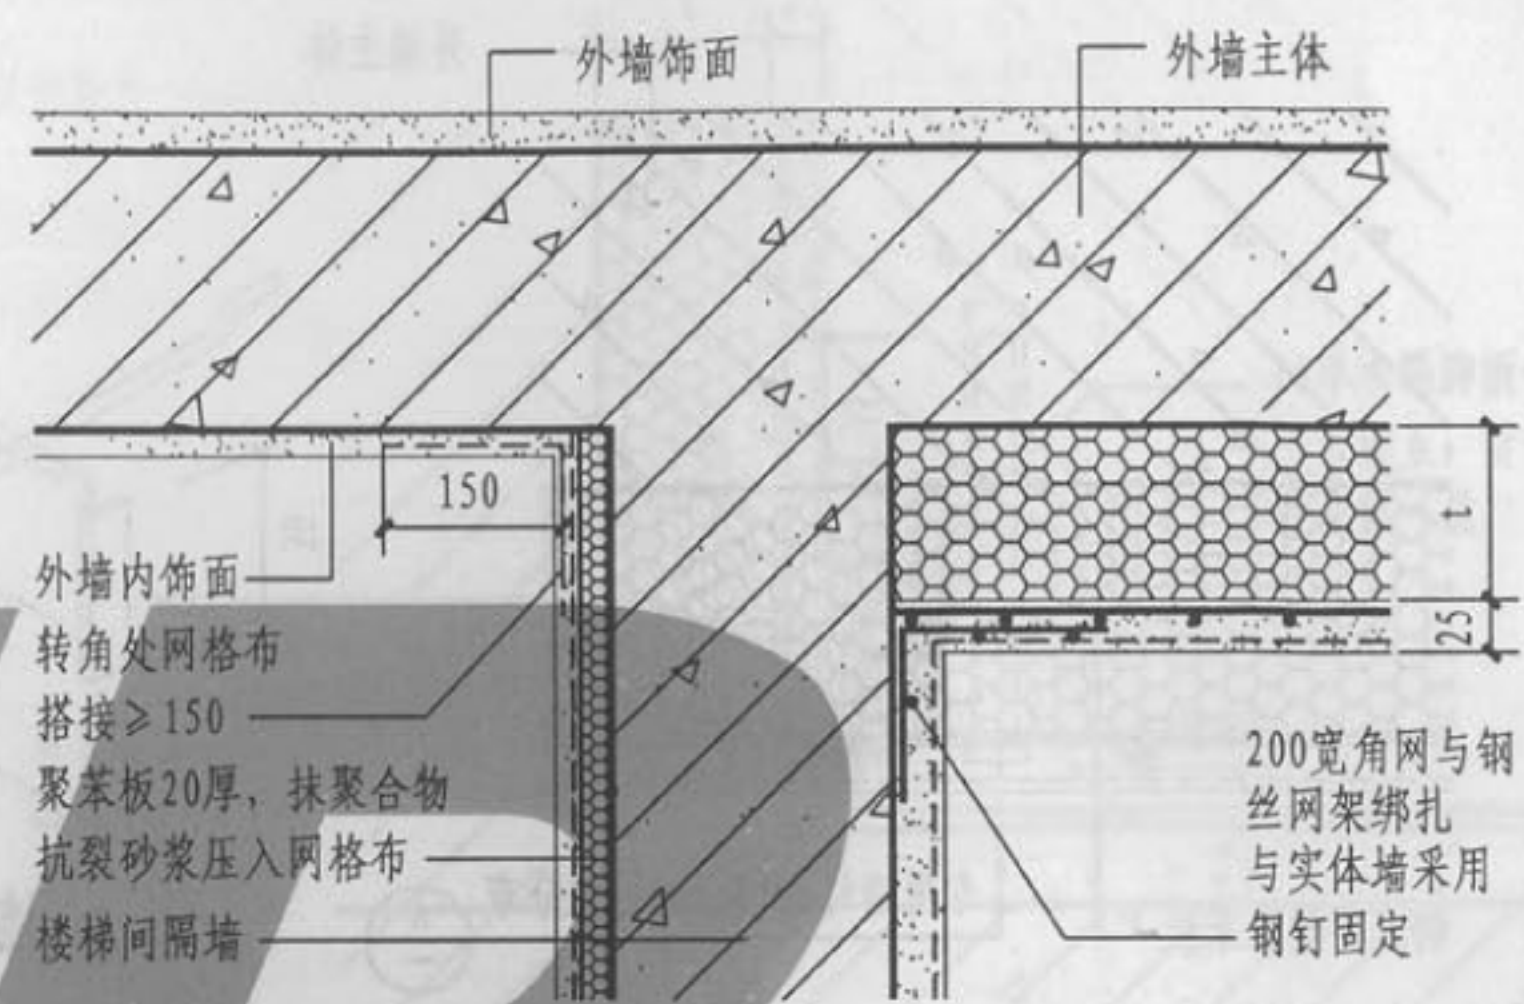 外墙饰面
外墙主体
150
外墙内饰面
转角处网格布
搭接≥150
聚苯板20厚，抹聚合物
抗裂砂浆压入网格布
楼梯间隔墙
t
25
200宽角网与钢
丝网架绑扎
与实体墙采用
钢钉固定